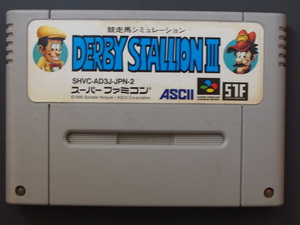 競走馬シミュレーション
DERBY STALLION III
SHVC-AD3J-JPN-2
スーパーファミコン
ASCII
S1F